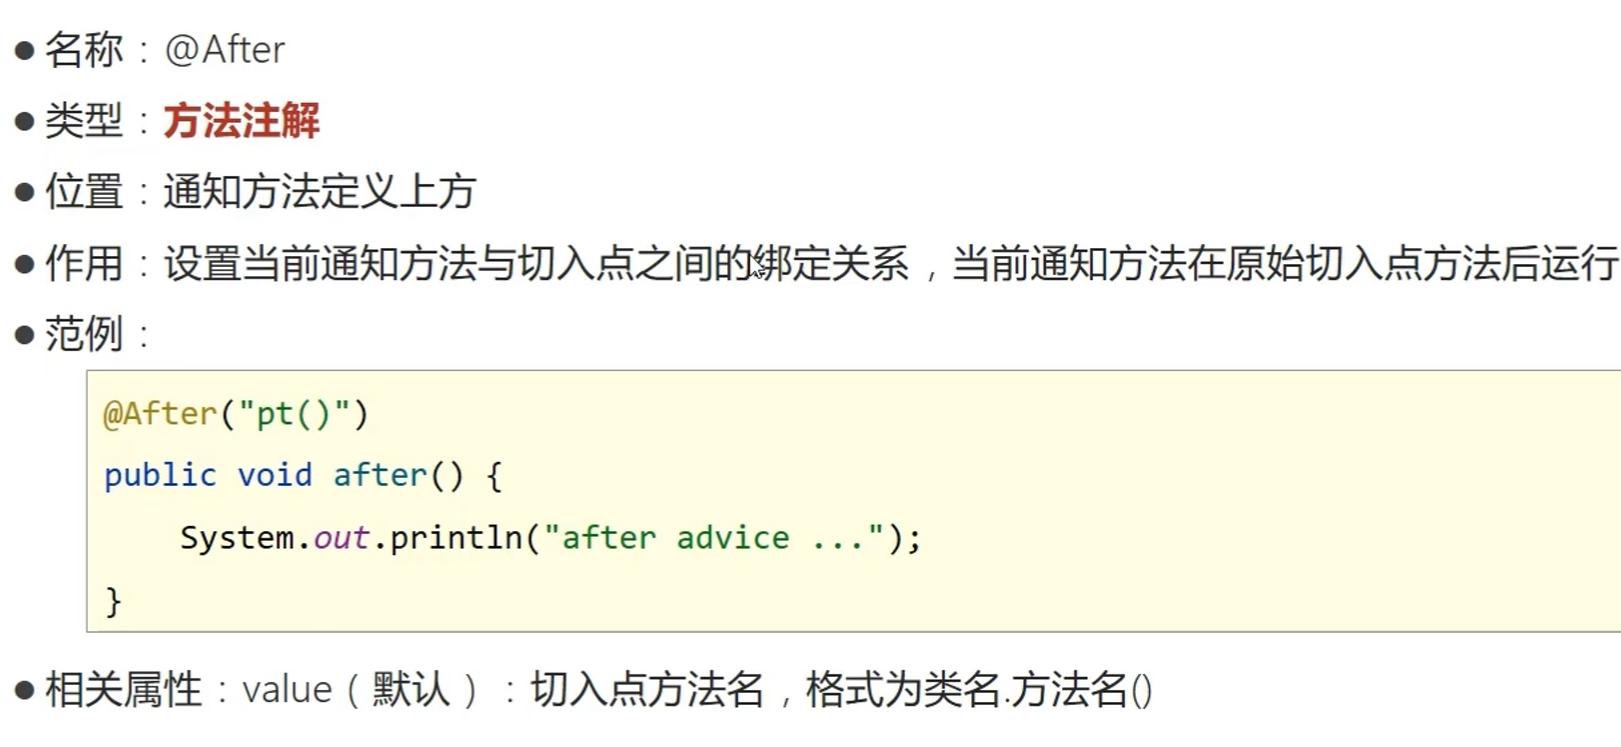 ● 名称：@After
● 类型：方法注解
● 位置：通知方法定义上方
● 作用：设置当前通知方法与切入点之间的绑定关系，当前通知方法在原始切入点方法后运行
● 范例：
@After("pt()")
public void after() {
    System.out.println("after advice ...");
}
● 相关属性：value（默认）：切入点方法名，格式为类名.方法名()